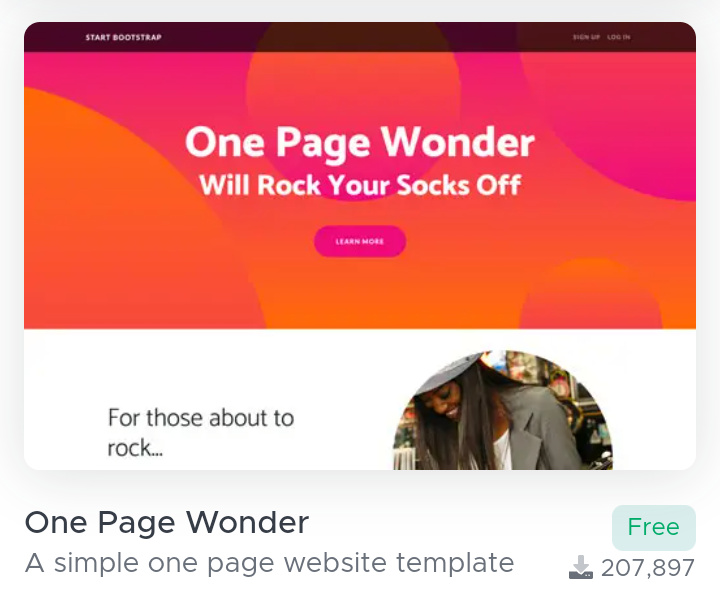 START BOOTSTRAP
SIGN UP LOG IN
One Page Wonder
Will Rock Your Socks Off
LEARN MORE
For those about to
rock...
One Page Wonder
Free
A simple one page website template
207,897